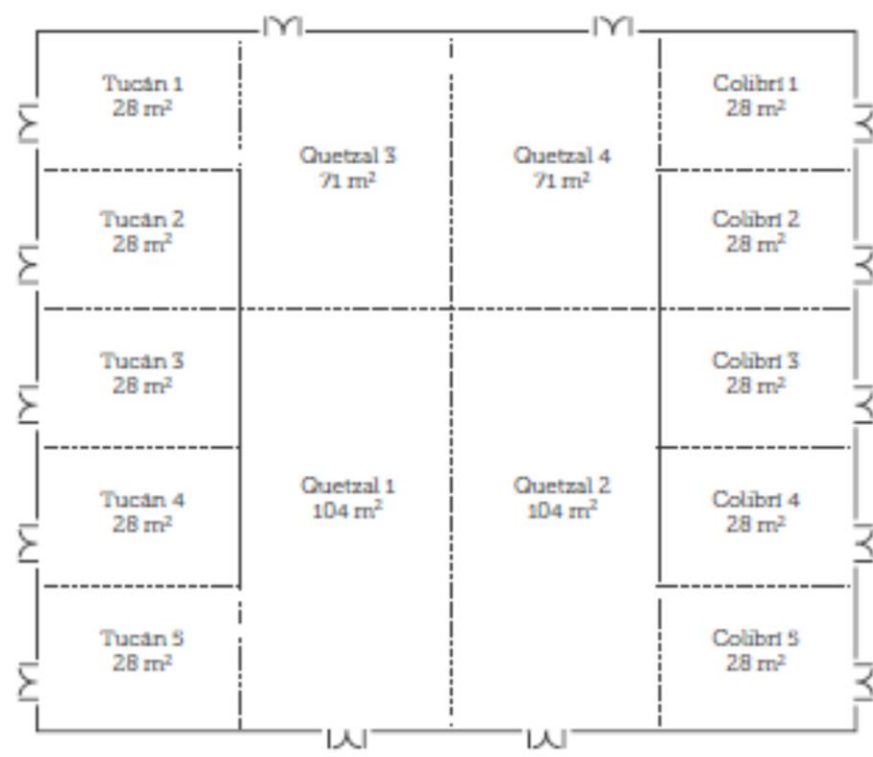 Tucán 1
28 m²
Quetzal 3
71 m²
Quetzal 4
71 m²
Colibrí 1
28 m²
Tucán 2
28 m²
Colibrí 2
28 m²
Tucán 3
28 m²
Colibrí 3
28 m²
Tucán 4
28 m²
Quetzal 1
104 m²
Quetzal 2
104 m²
Colibrí 4
28 m²
Tucán 5
28 m²
Colibrí 5
28 m²